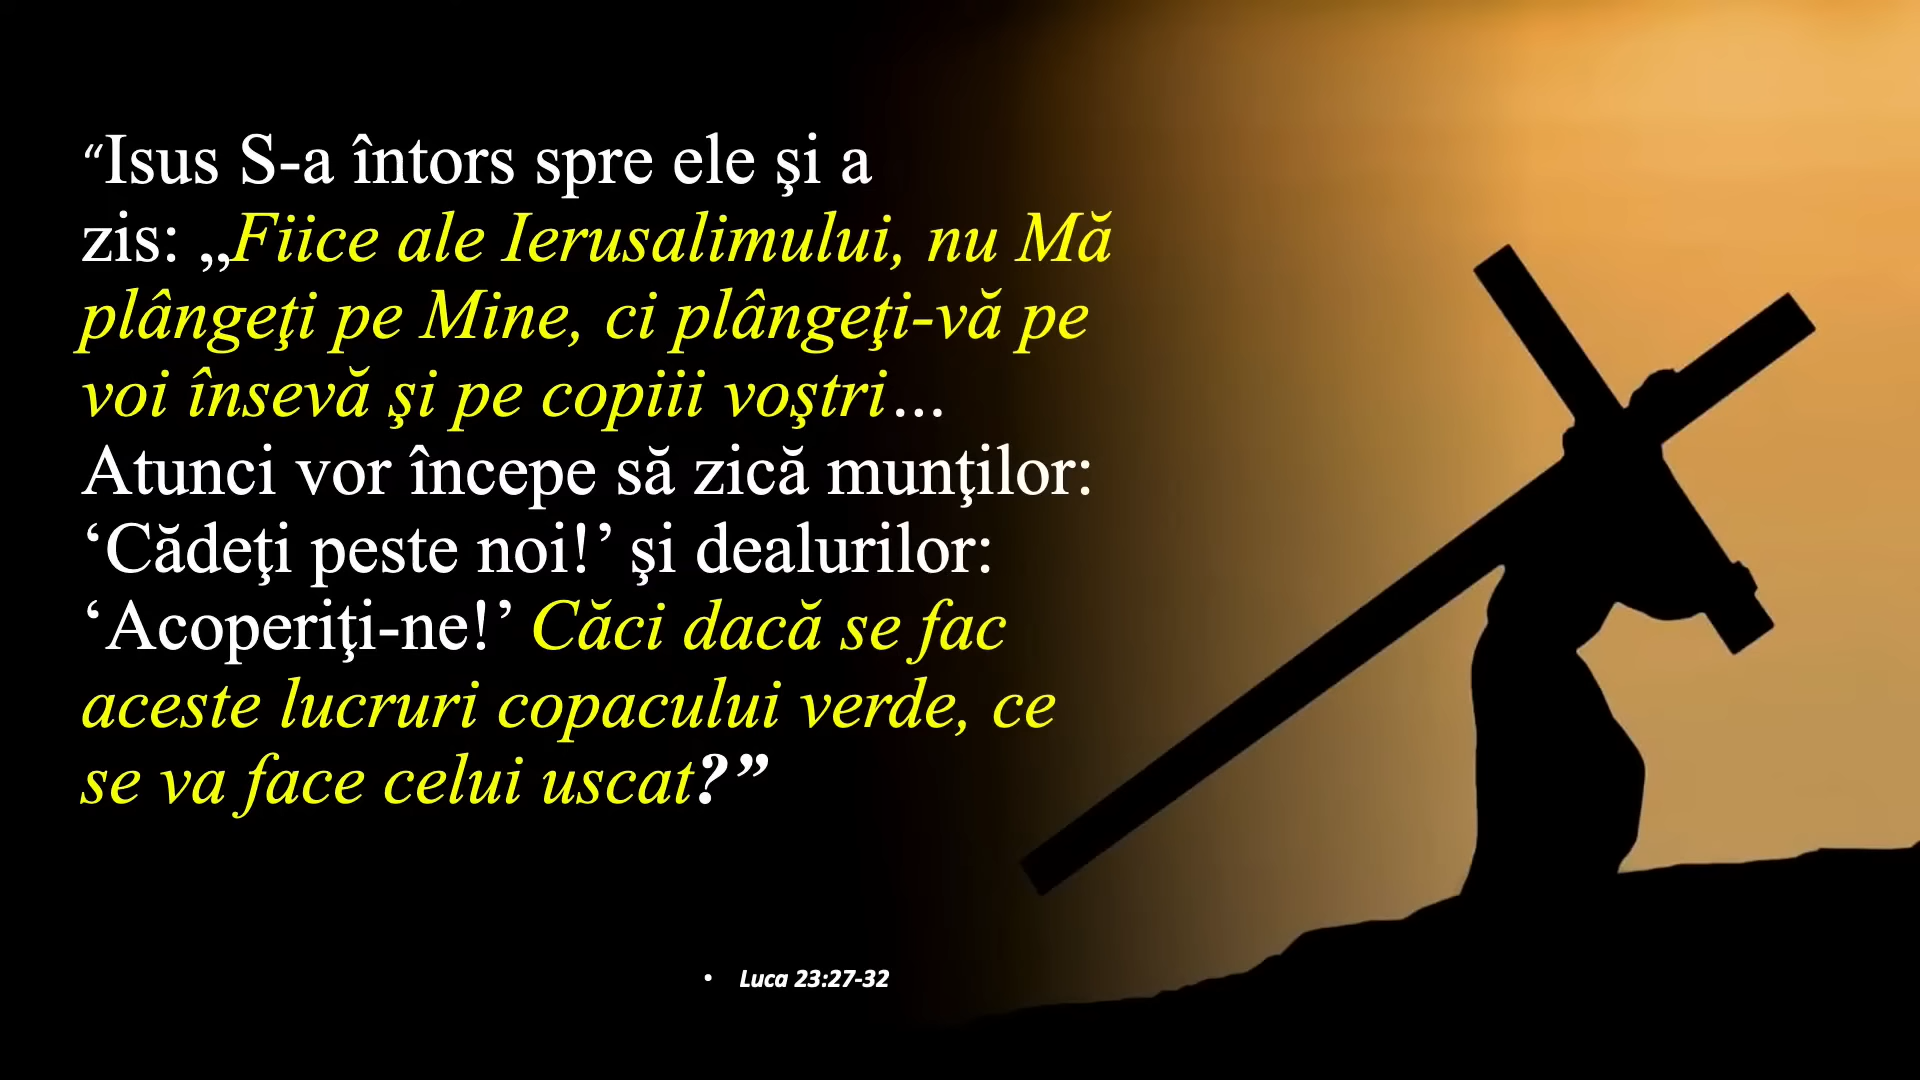 “Isus S-a întors spre ele şi a
zis: „Fiice ale Ierusalimului, nu Mă
plângeţi pe Mine, ci plângeţi-vă pe
voi însevă şi pe copiii voştri…
Atunci vor începe să zică munţilor:
‘Cădeţi peste noi!’ şi dealurilor:
‘Acoperiţi-ne!’ Căci dacă se fac
aceste lucruri copacului verde, ce
se va face celui uscat?”
• Luca 23:27-32